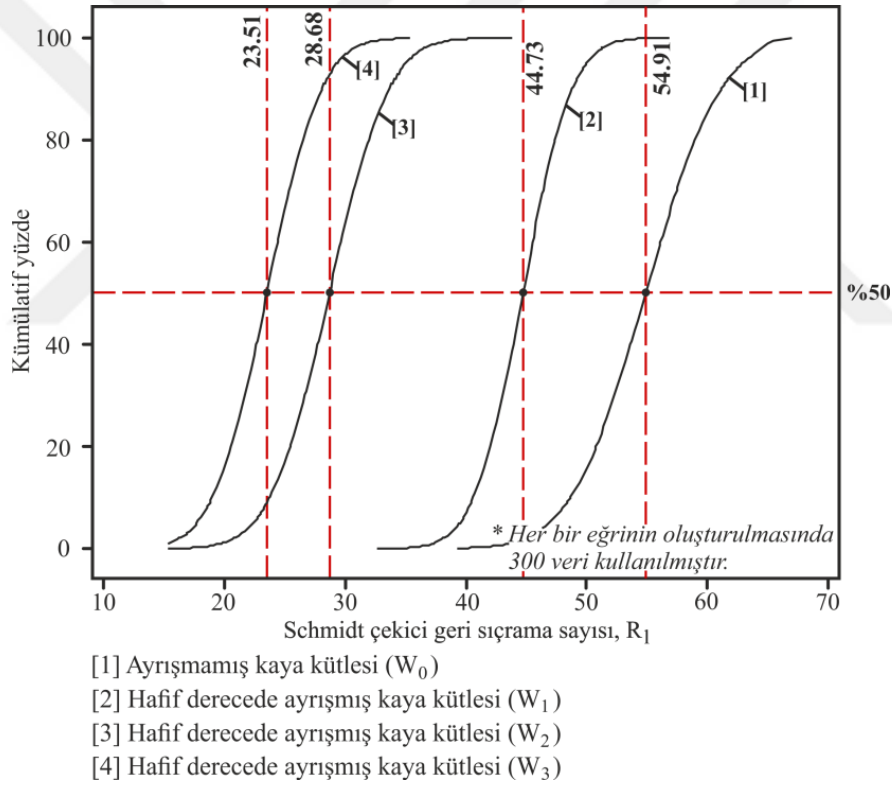 100
80
60
40
20
0
Kümülatif yüzde
23.51
28.68
44.73
54.91
[4]
[3]
[2]
[1]
%50
* Her bir eğrinin oluşturulmasında
300 veri kullanılmıştır.
10 20 30 40 50 60 70
Schmidt çekici geri sıçrama sayısı, R₁
[1] Ayrışmamış kaya kütlesi (W₀)
[2] Hafif derecede ayrışmış kaya kütlesi (W₁)
[3] Hafif derecede ayrışmış kaya kütlesi (W₂)
[4] Hafif derecede ayrışmış kaya kütlesi (W₃)